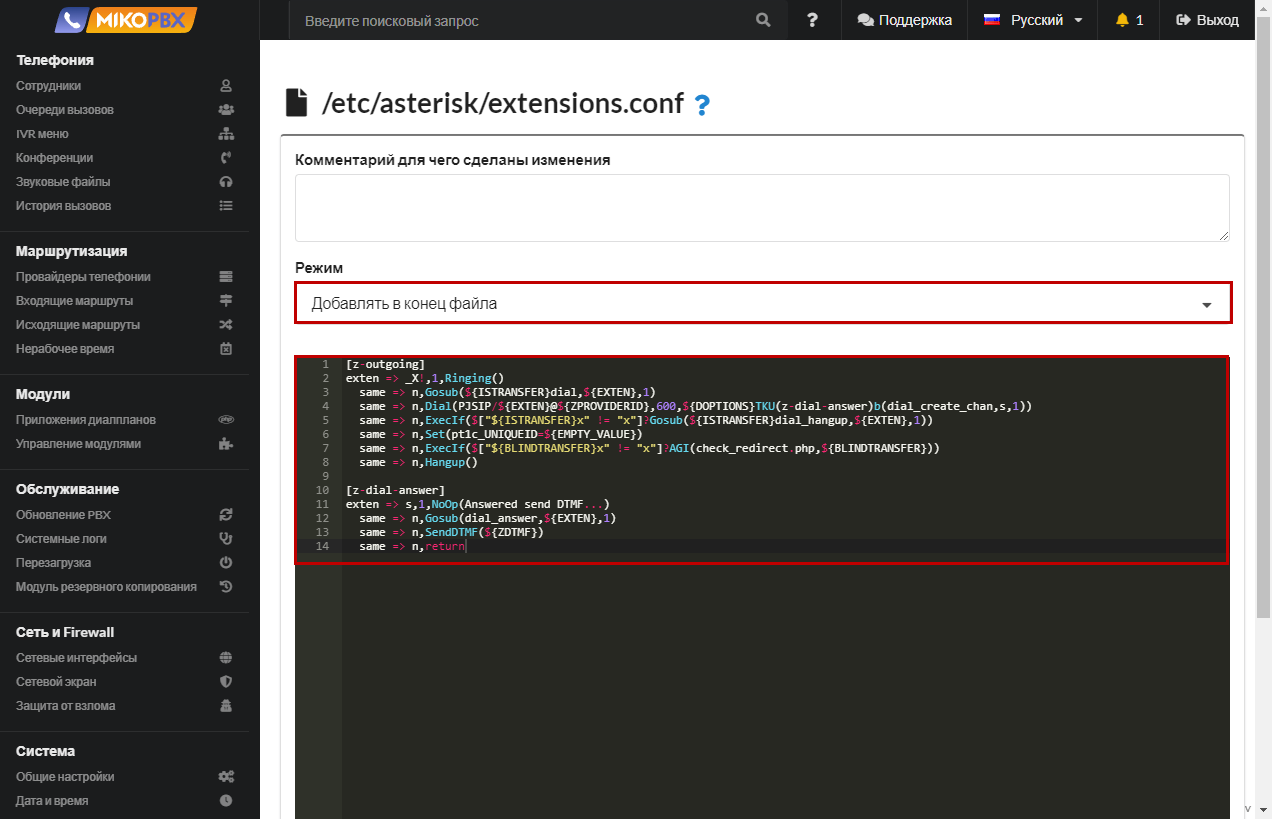 MIKOPBX
Введите поисковый запрос
?
Поддержка
Русский
1
Выход
Телефония
Сотрудники
Очереди вызовов
IVR меню
Конференции
Звуковые файлы
История вызовов
Маршрутизация
Провайдеры телефонии
Входящие маршруты
Исходящие маршруты
Нерабочее время
Модули
Приложения диалпланов
Управление модулями
Обслуживание
Обновление PBX
Системные логи
Перезагрузка
Модуль резервного копирования
Сеть и Firewall
Сетевые интерфейсы
Сетевой экран
Защита от взлома
Система
Общие настройки
Дата и время
/etc/asterisk/extensions.conf ?
Комментарий для чего сделаны изменения
Режим
Добавлять в конец файла
1 [z-outgoing]
2 exten => _X!,1,Ringing()
3 same => n,Gosub(${ISTRANSFER}dial,${EXTEN},1)
4 same => n,Dial(PJSIP/${EXTEN}@${ZPROVIDERID},600,${DOPTIONS}TKU(z-dial-answer)b(dial_create_chan,s,1))
5 same => n,ExecIf($["${ISTRANSFER}x" != "x"]?Gosub(${ISTRANSFER}dial_hangup,${EXTEN},1))
6 same => n,Set(pt1c_UNIQUEID=${EMPTY_VALUE})
7 same => n,ExecIf($["${BLINDTRANSFER}x" != "x"]?AGI(check_redirect.php,${BLINDTRANSFER}))
8 same => n,Hangup()
9
10 [z-dial-answer]
11 exten => s,1,NoOp(Answered send DTMF...)
12 same => n,Gosub(dial_answer,${EXTEN},1)
13 same => n,SendDTMF(${ZDTMF})
14 same => n,return
v